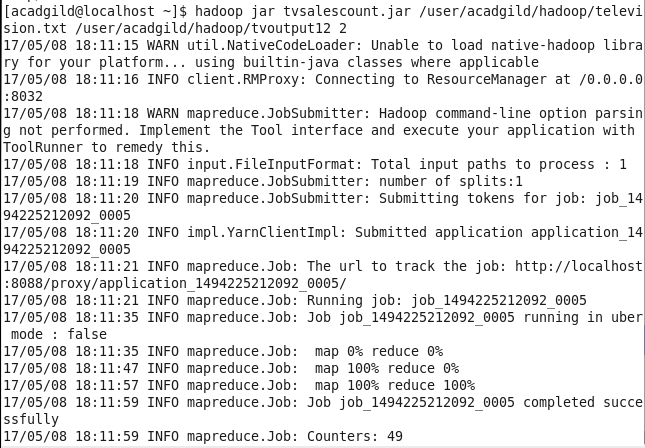 [acadgild@localhost ~]$ hadoop jar tvsalescount.jar /user/acadgild/hadoop/televi
sion.txt /user/acadgild/hadoop/tvoutput12 2
17/05/08 18:11:15 WARN util.NativeCodeLoader: Unable to load native-hadoop libra
ry for your platform... using builtin-java classes where applicable
17/05/08 18:11:16 INFO client.RMProxy: Connecting to ResourceManager at /0.0.0.0
:8032
17/05/08 18:11:18 WARN mapreduce.JobSubmitter: Hadoop command-line option parsin
g not performed. Implement the Tool interface and execute your application with
ToolRunner to remedy this.
17/05/08 18:11:18 INFO input.FileInputFormat: Total input paths to process : 1
17/05/08 18:11:19 INFO mapreduce.JobSubmitter: number of splits:1
17/05/08 18:11:20 INFO mapreduce.JobSubmitter: Submitting tokens for job: job_14
94225212092_0005
17/05/08 18:11:20 INFO impl.YarnClientImpl: Submitted application application_14
94225212092_0005
17/05/08 18:11:21 INFO mapreduce.Job: The url to track the job: http://localhost
:8088/proxy/application_1494225212092_0005/
17/05/08 18:11:21 INFO mapreduce.Job: Running job: job_1494225212092_0005
17/05/08 18:11:35 INFO mapreduce.Job: Job job_1494225212092_0005 running in uber
 mode : false
17/05/08 18:11:35 INFO mapreduce.Job:  map 0% reduce 0%
17/05/08 18:11:47 INFO mapreduce.Job:  map 100% reduce 0%
17/05/08 18:11:57 INFO mapreduce.Job:  map 100% reduce 100%
17/05/08 18:11:59 INFO mapreduce.Job: Job job_1494225212092_0005 completed succe
ssfully
17/05/08 18:11:59 INFO mapreduce.Job: Counters: 49